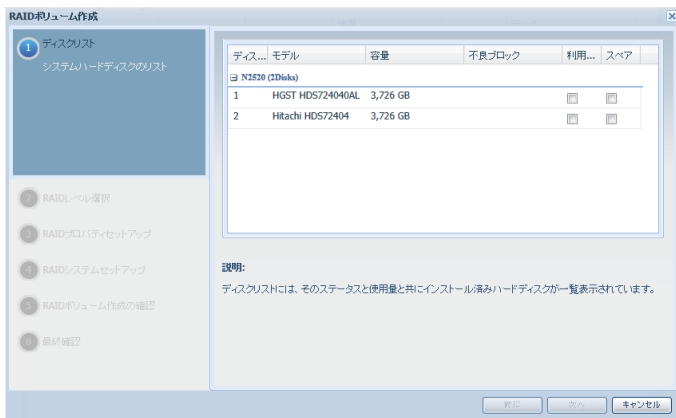 RAIDボリューム作成
1 ディスクリスト
システムハードディスクのリスト
2 RAIDレベル選択
3 RAIDプロパティセットアップ
4 RAIDシステムセットアップ
5 RAIDボリューム作成の確認
6 最終確認
ディス... モデル 容量 不良ブロック 利用... スペア
N2520 (2Disks)
1 HGST HDS724040AL 3,726 GB
2 Hitachi HDS72404 3,726 GB
説明:
ディスクリストには、そのステータスと使用量と共にインストール済みハードディスクが一覧表示されています。
前に 次へ キャンセル